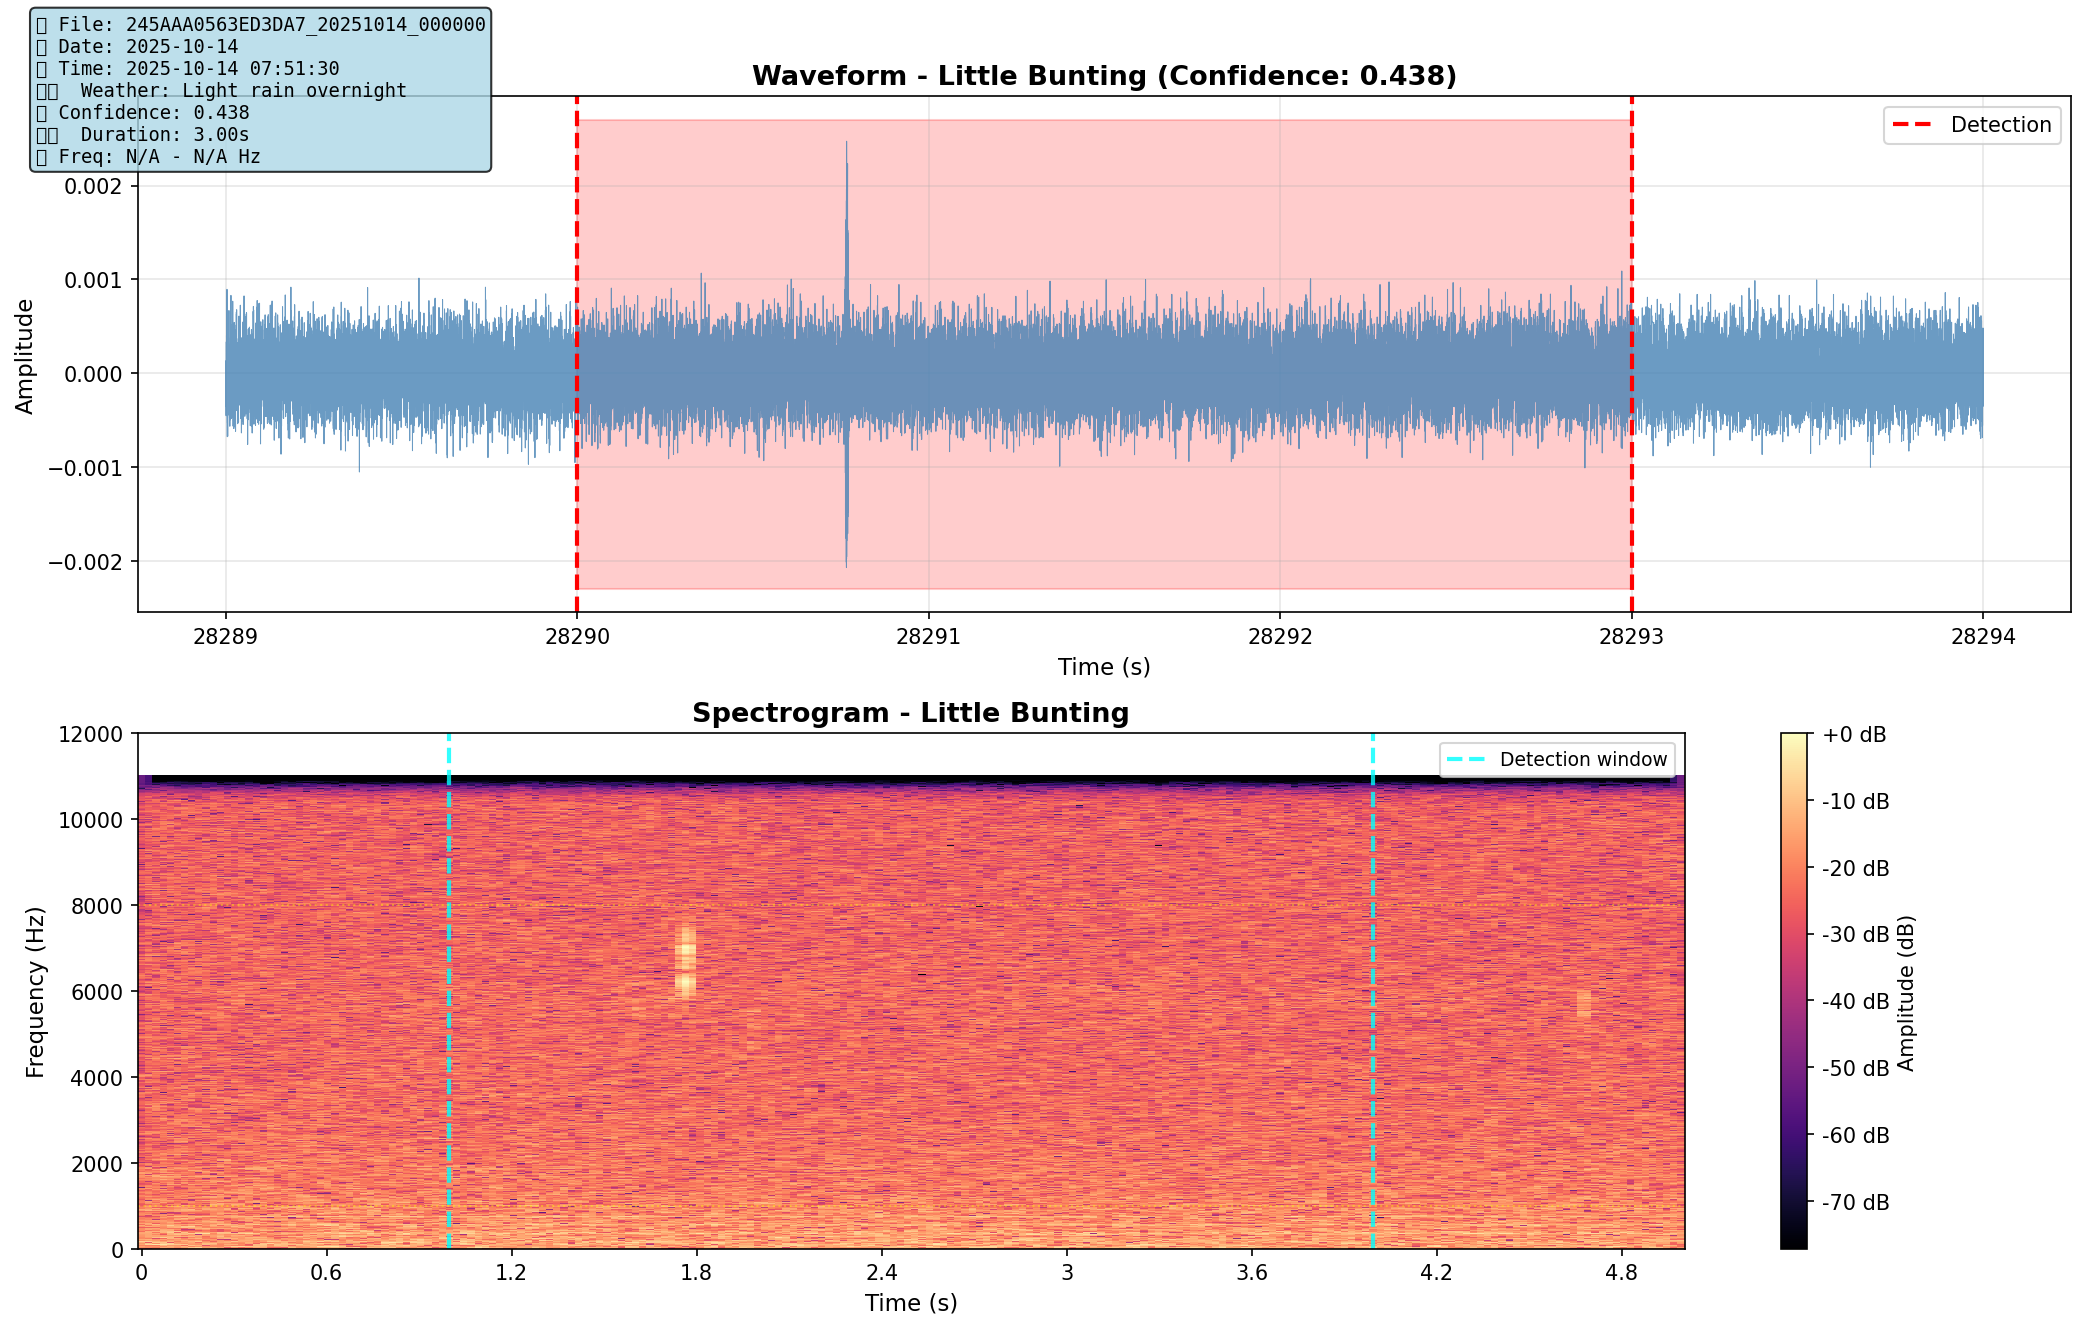 File: 245AAA0563ED3DA7_20251014_000000
Date: 2025-10-14
Time: 2025-10-14 07:51:30
Weather: Light rain overnight
Confidence: 0.438
Duration: 3.00s
Freq: N/A - N/A Hz
Waveform - Little Bunting (Confidence: 0.438)
Detection
Amplitude
0.002
0.001
0.000
−0.001
−0.002
28289 28290 28291 28292 28293 28294
Time (s)
Spectrogram - Little Bunting
Detection window
Frequency (Hz)
12000
10000
8000
6000
4000
2000
0
0 0.6 1.2 1.8 2.4 3 3.6 4.2 4.8
Time (s)
+0 dB
-10 dB
-20 dB
-30 dB
-40 dB
-50 dB
-60 dB
-70 dB
Amplitude (dB)